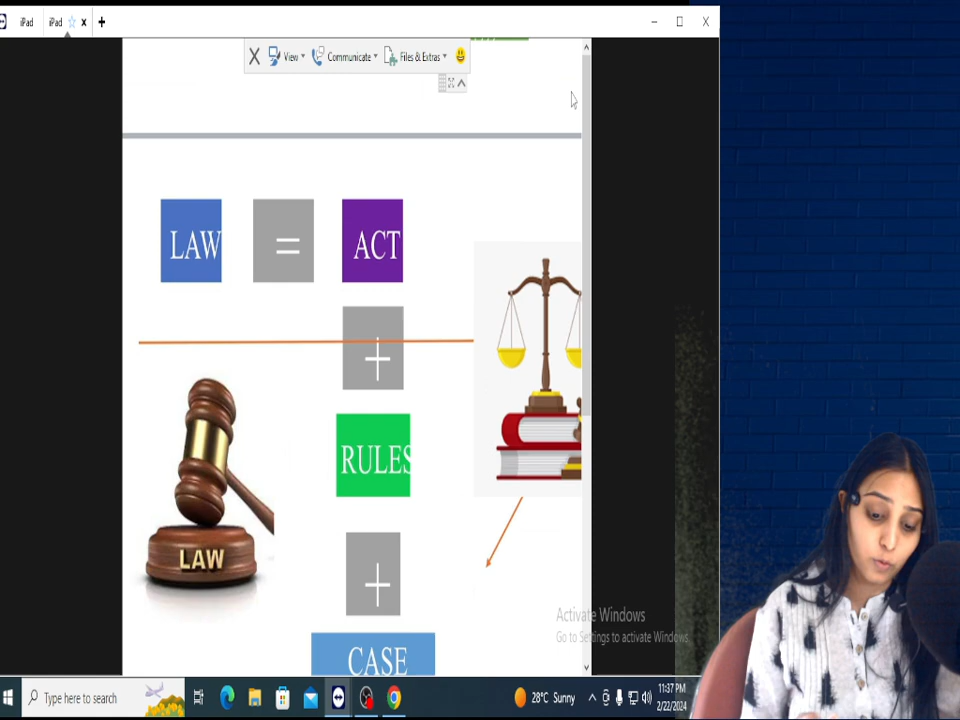 iPad
iPad
View
Communicate
Files & Extras
LAW = ACT
+
RULES
+
LAW
CASE
Activate Windows
Go to Settings to activate Windows.
Type here to search
28°C Sunny
11:37 PM
2/22/2024